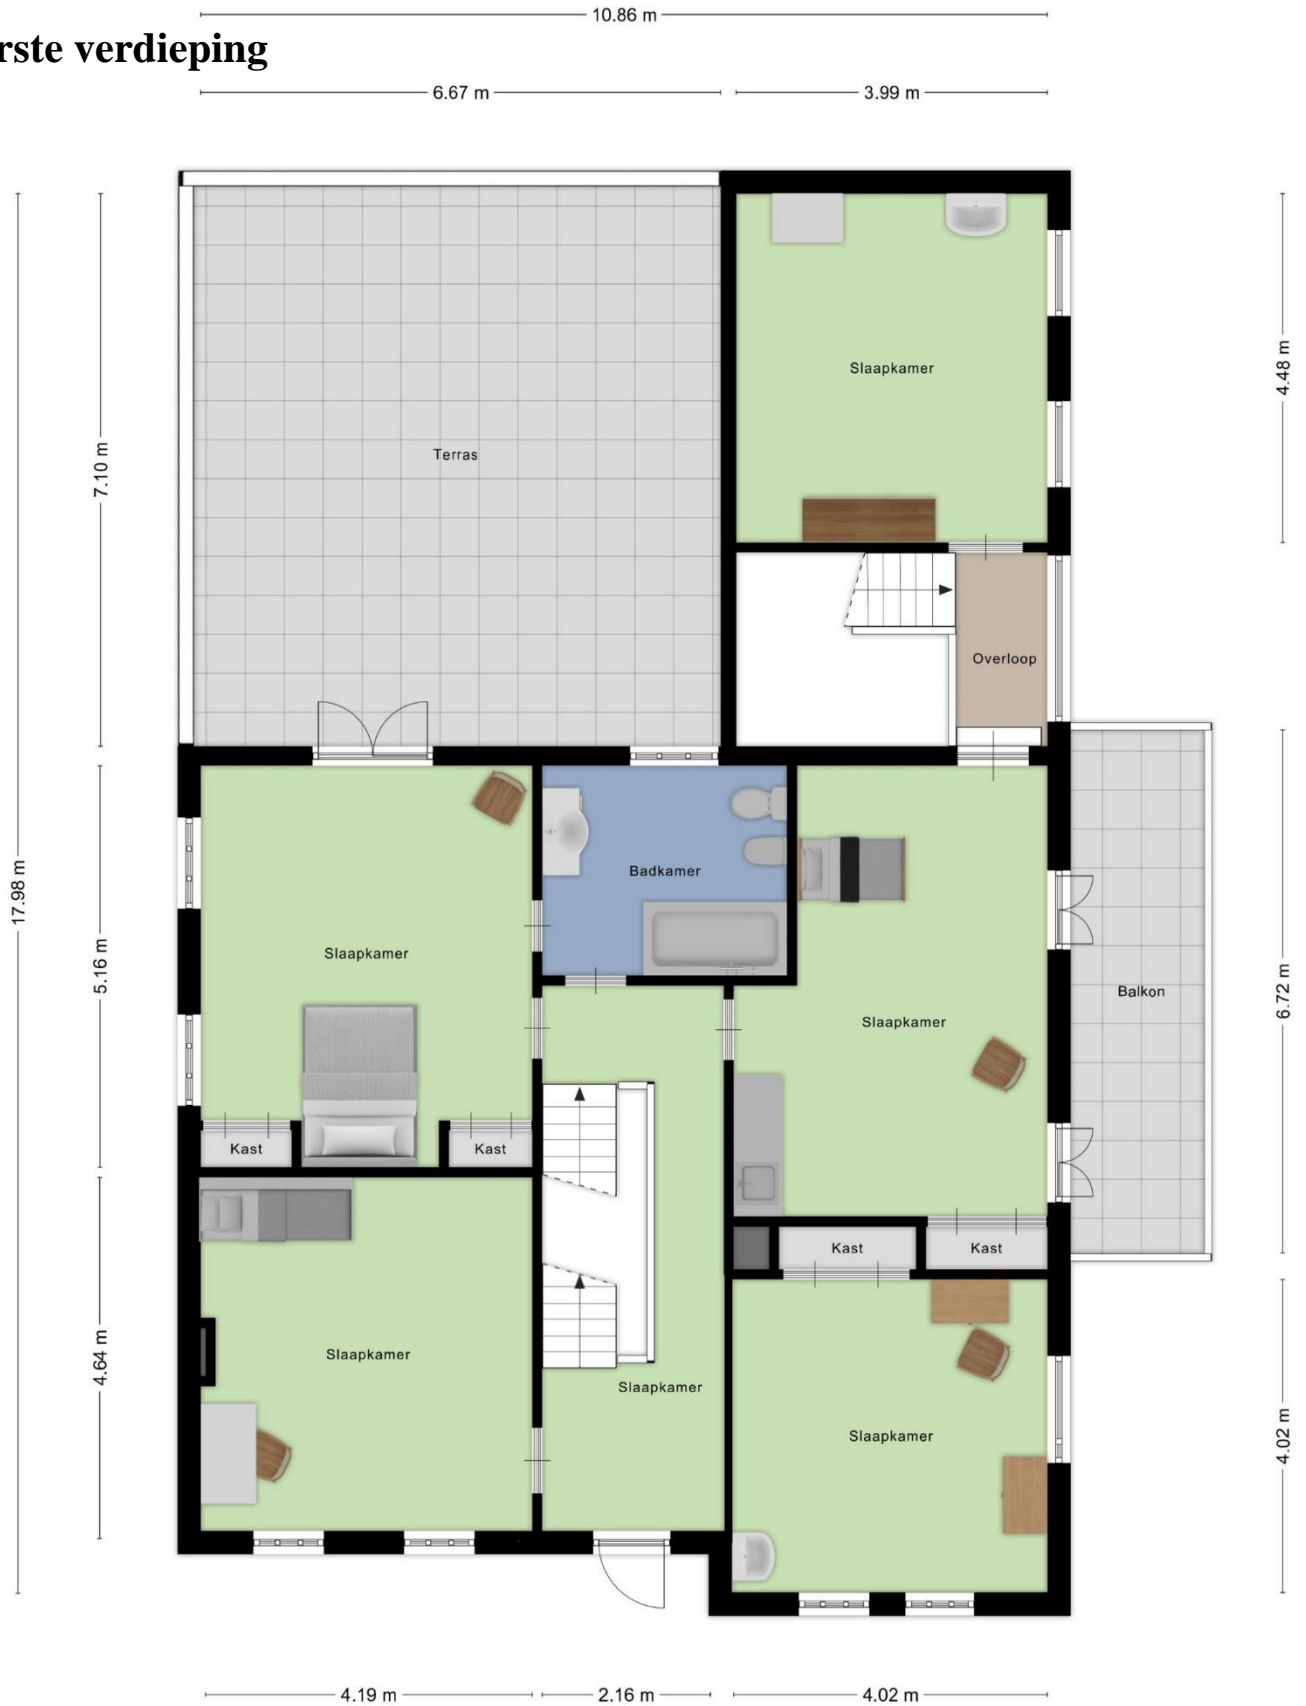 10.86 m
rste verdieping
6.67 m
3.99 m
4.48 m
Slaapkamer
Terras
7.10 m
Overloop
17.98 m
Badkamer
5.16 m
Slaapkamer
6.72 m
Balkon
Slaapkamer
Kast
Kast
Kast
Kast
4.64 m
Slaapkamer
Slaapkamer
4.02 m
Slaapkamer
4.19 m
2.16 m
4.02 m